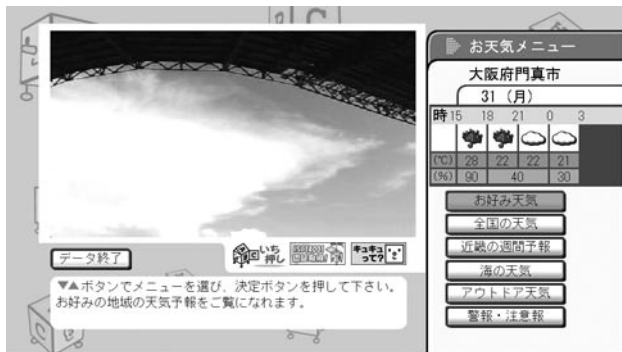 お天気メニュー
大阪府門真市
31 (月)
時 15 18 21 0 3
(℃) 28 22 22 21
(%) 90 40 30
お好み天気
全国の天気
近畿の週間予報
海の天気
アウトドア天気
警報・注意報
データ終了
いち押し
キュキュって?
▼▲ボタンでメニューを選び、決定ボタンを押して下さい。
お好みの地域の天気予報をご覧になれます。